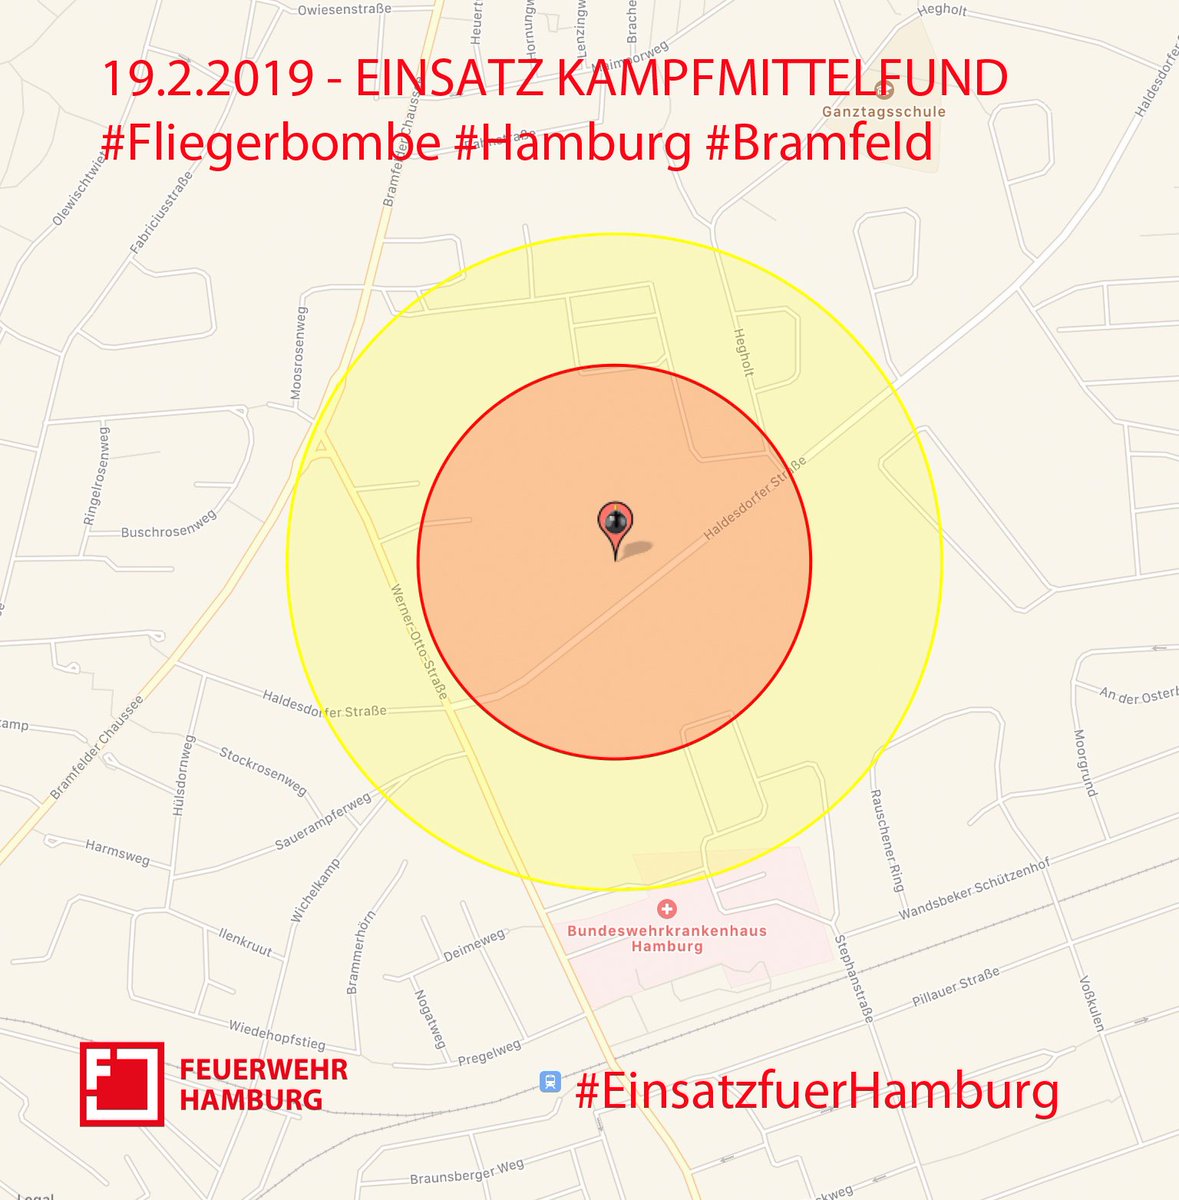 Owiesenstraße
Hegholt
19.2.2019 - EINSATZ KAMPFMITTELFUND
Ganztagsschule
#Fliegerbombe #Hamburg #Bramfeld
Maimoorweg
Heuert
Hornungw
Lenzingw
Brache
Haldesdorfer S
Bramfelder Chaussee
Olewischtwiet
Fabriciusstraße
Moosrosenweg
Hegholt
Ringelrosenweg
Buschrosenweg
Haldesdorfer Straße
Werner-Otto-Straße
Haldesdorfer Straße
An der Osterb
Bramfelder Chaussee
kamp
Hülsdornweg
Stockrosenweg
Moorgrund
Sauerampferweg
Rauschener Ring
Harmsweg
Wichelkamp
Wandsbeker Schützenhof
Bundeswehrkrankenhaus
Hamburg
Ilenkruut
Brammerhörn
Deimeweg
Stephanstraße
Pillauer Straße
Voßkulen
Nogatweg
Wiedehopfstieg
Pregelweg
FEUERWEHR
HAMBURG
#EinsatzfuerHamburg
Braunsberger Weg
ckweg
Legal